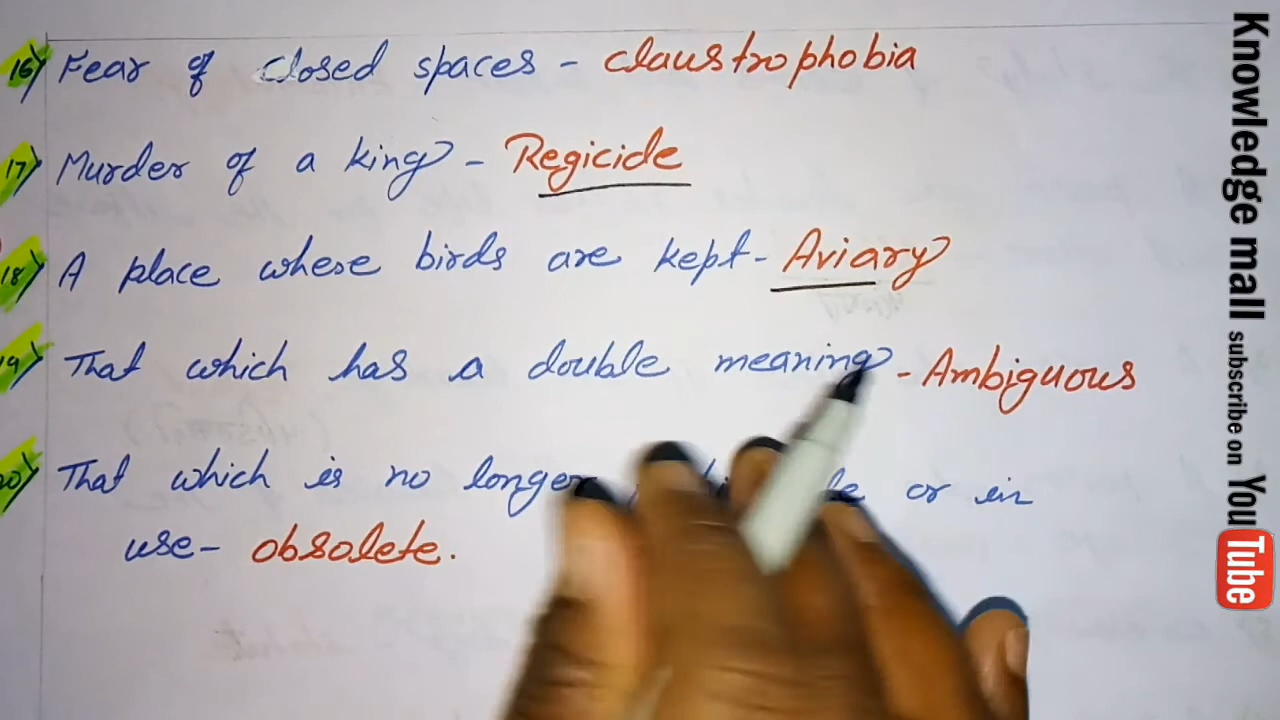 16) Fear of closed spaces - claustrophobia
17) Murder of a king - Regicide
18) A place where birds are kept - Aviary
19) That which has a double meaning - Ambiguous
20) That which is no longer or in
use - obsolete.
Knowledge mall subscribe on YouTube